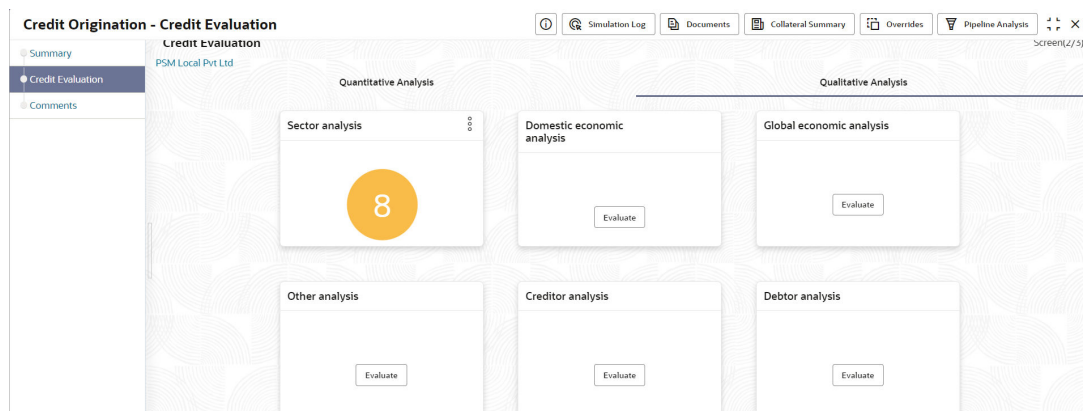 Credit Origination - Credit Evaluation
Simulation Log
Documents
Collateral Summary
Overrides
Pipeline Analysis
Summary
Credit Evaluation
Comments
Credit Evaluation
Screen(2/3)
PSM Local Pvt Ltd
Quantitative Analysis
Qualitative Analysis
Sector analysis
8
Domestic economic
analysis
Evaluate
Global economic analysis
Evaluate
Other analysis
Evaluate
Creditor analysis
Evaluate
Debtor analysis
Evaluate